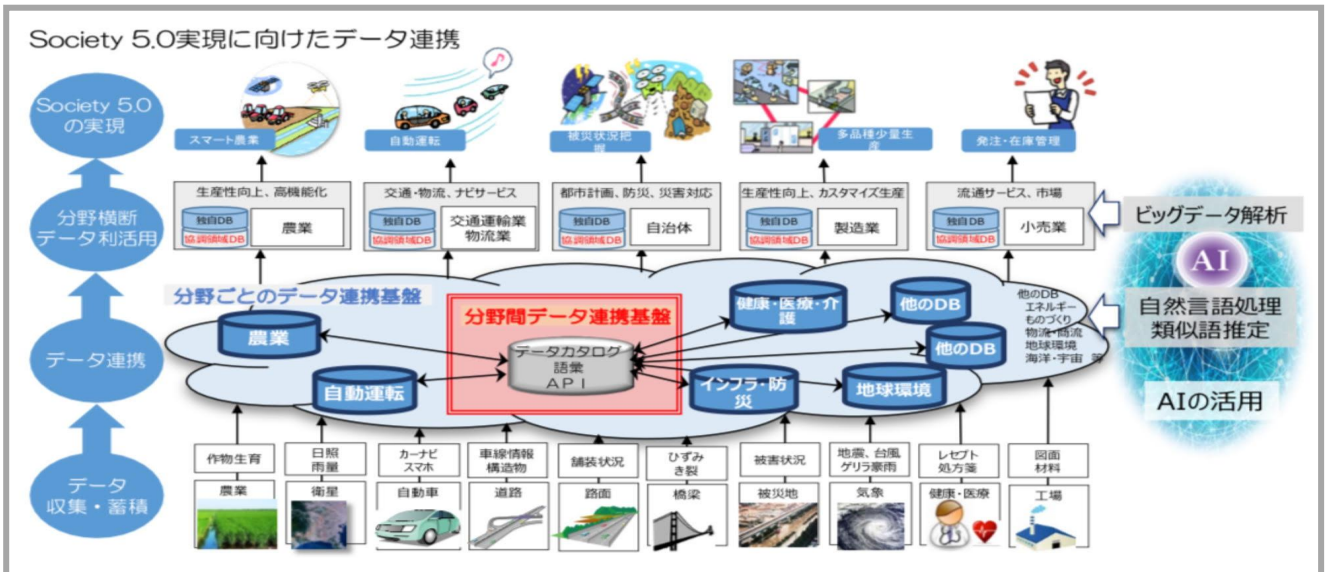 Society 5.0実現に向けたデータ連携
Society 5.0
の実現
分野横断
データ利活用
データ連携
データ
収集・蓄積
スマート農業
自動運転
被災状況把
握
多品種少量生
産
発注・在庫管理
生産性向上、高機能化
独自DB
協調領域DB
農業
交通・物流、ナビサービス
独自DB
協調領域DB
交通運輸業
物流業
都市計画、防災、災害対応
独自DB
協調領域DB
自治体
生産性向上、カスタマイズ生産
独自DB
協調領域DB
製造業
流通サービス、市場
独自DB
協調領域DB
小売業
ビッグデータ解析
AI
自然言語処理
類似語推定
AIの活用
分野ごとのデータ連携基盤
分野間データ連携基盤
データカタログ
語彙
API
農業
自動運転
健康・医療・介
護
他のDB
他のDB
インフラ・防
災
地球環境
他のDB
エネルギー
ものづくり
物流・商流
地球環境
海洋・宇宙 等
作物生育
農業
日照
雨量
衛星
カーナビ
スマホ
自動車
車線情報
構造物
道路
舗装状況
路面
ひずみ
き裂
橋梁
被害状況
被災地
地震、台風
ゲリラ豪雨
気象
レセプト
処方箋
健康・医療
図面
材料
工場